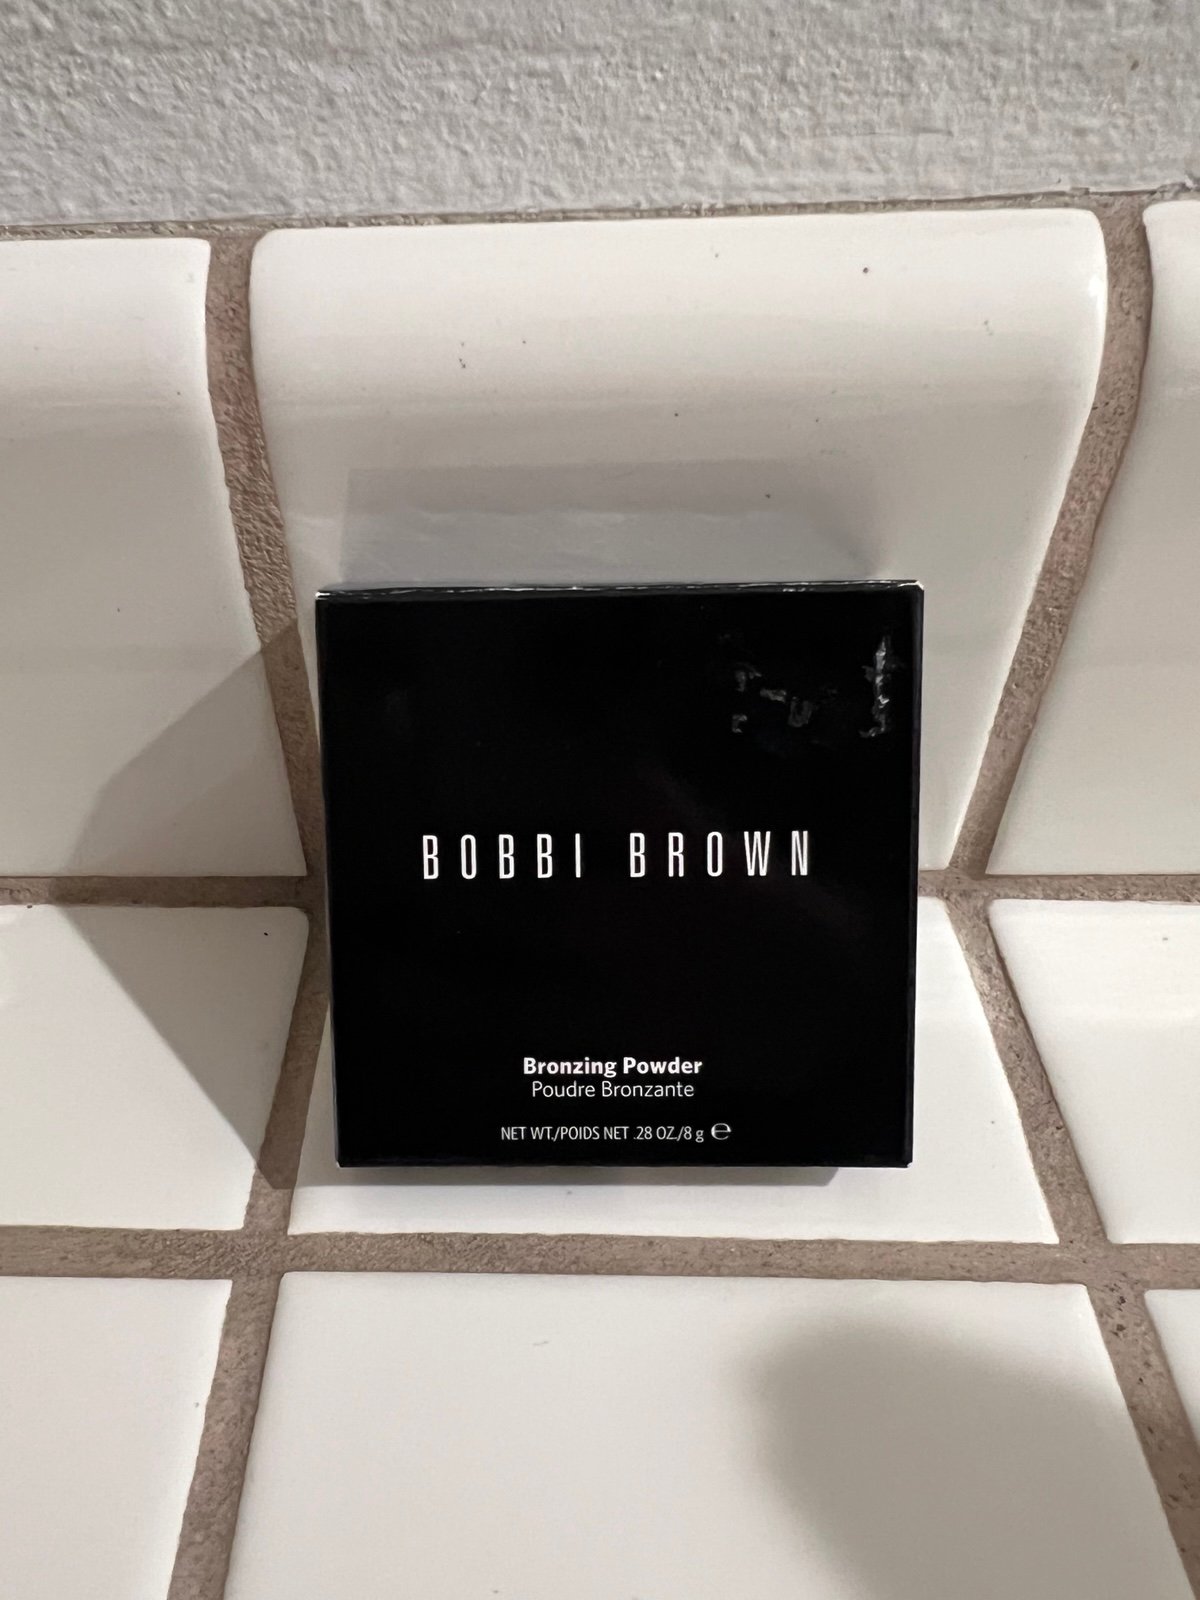 BOBBI BROWN
Bronzing Powder
Poudre Bronzante
NET WT./POIDS NET .28 OZ./8 g ℮